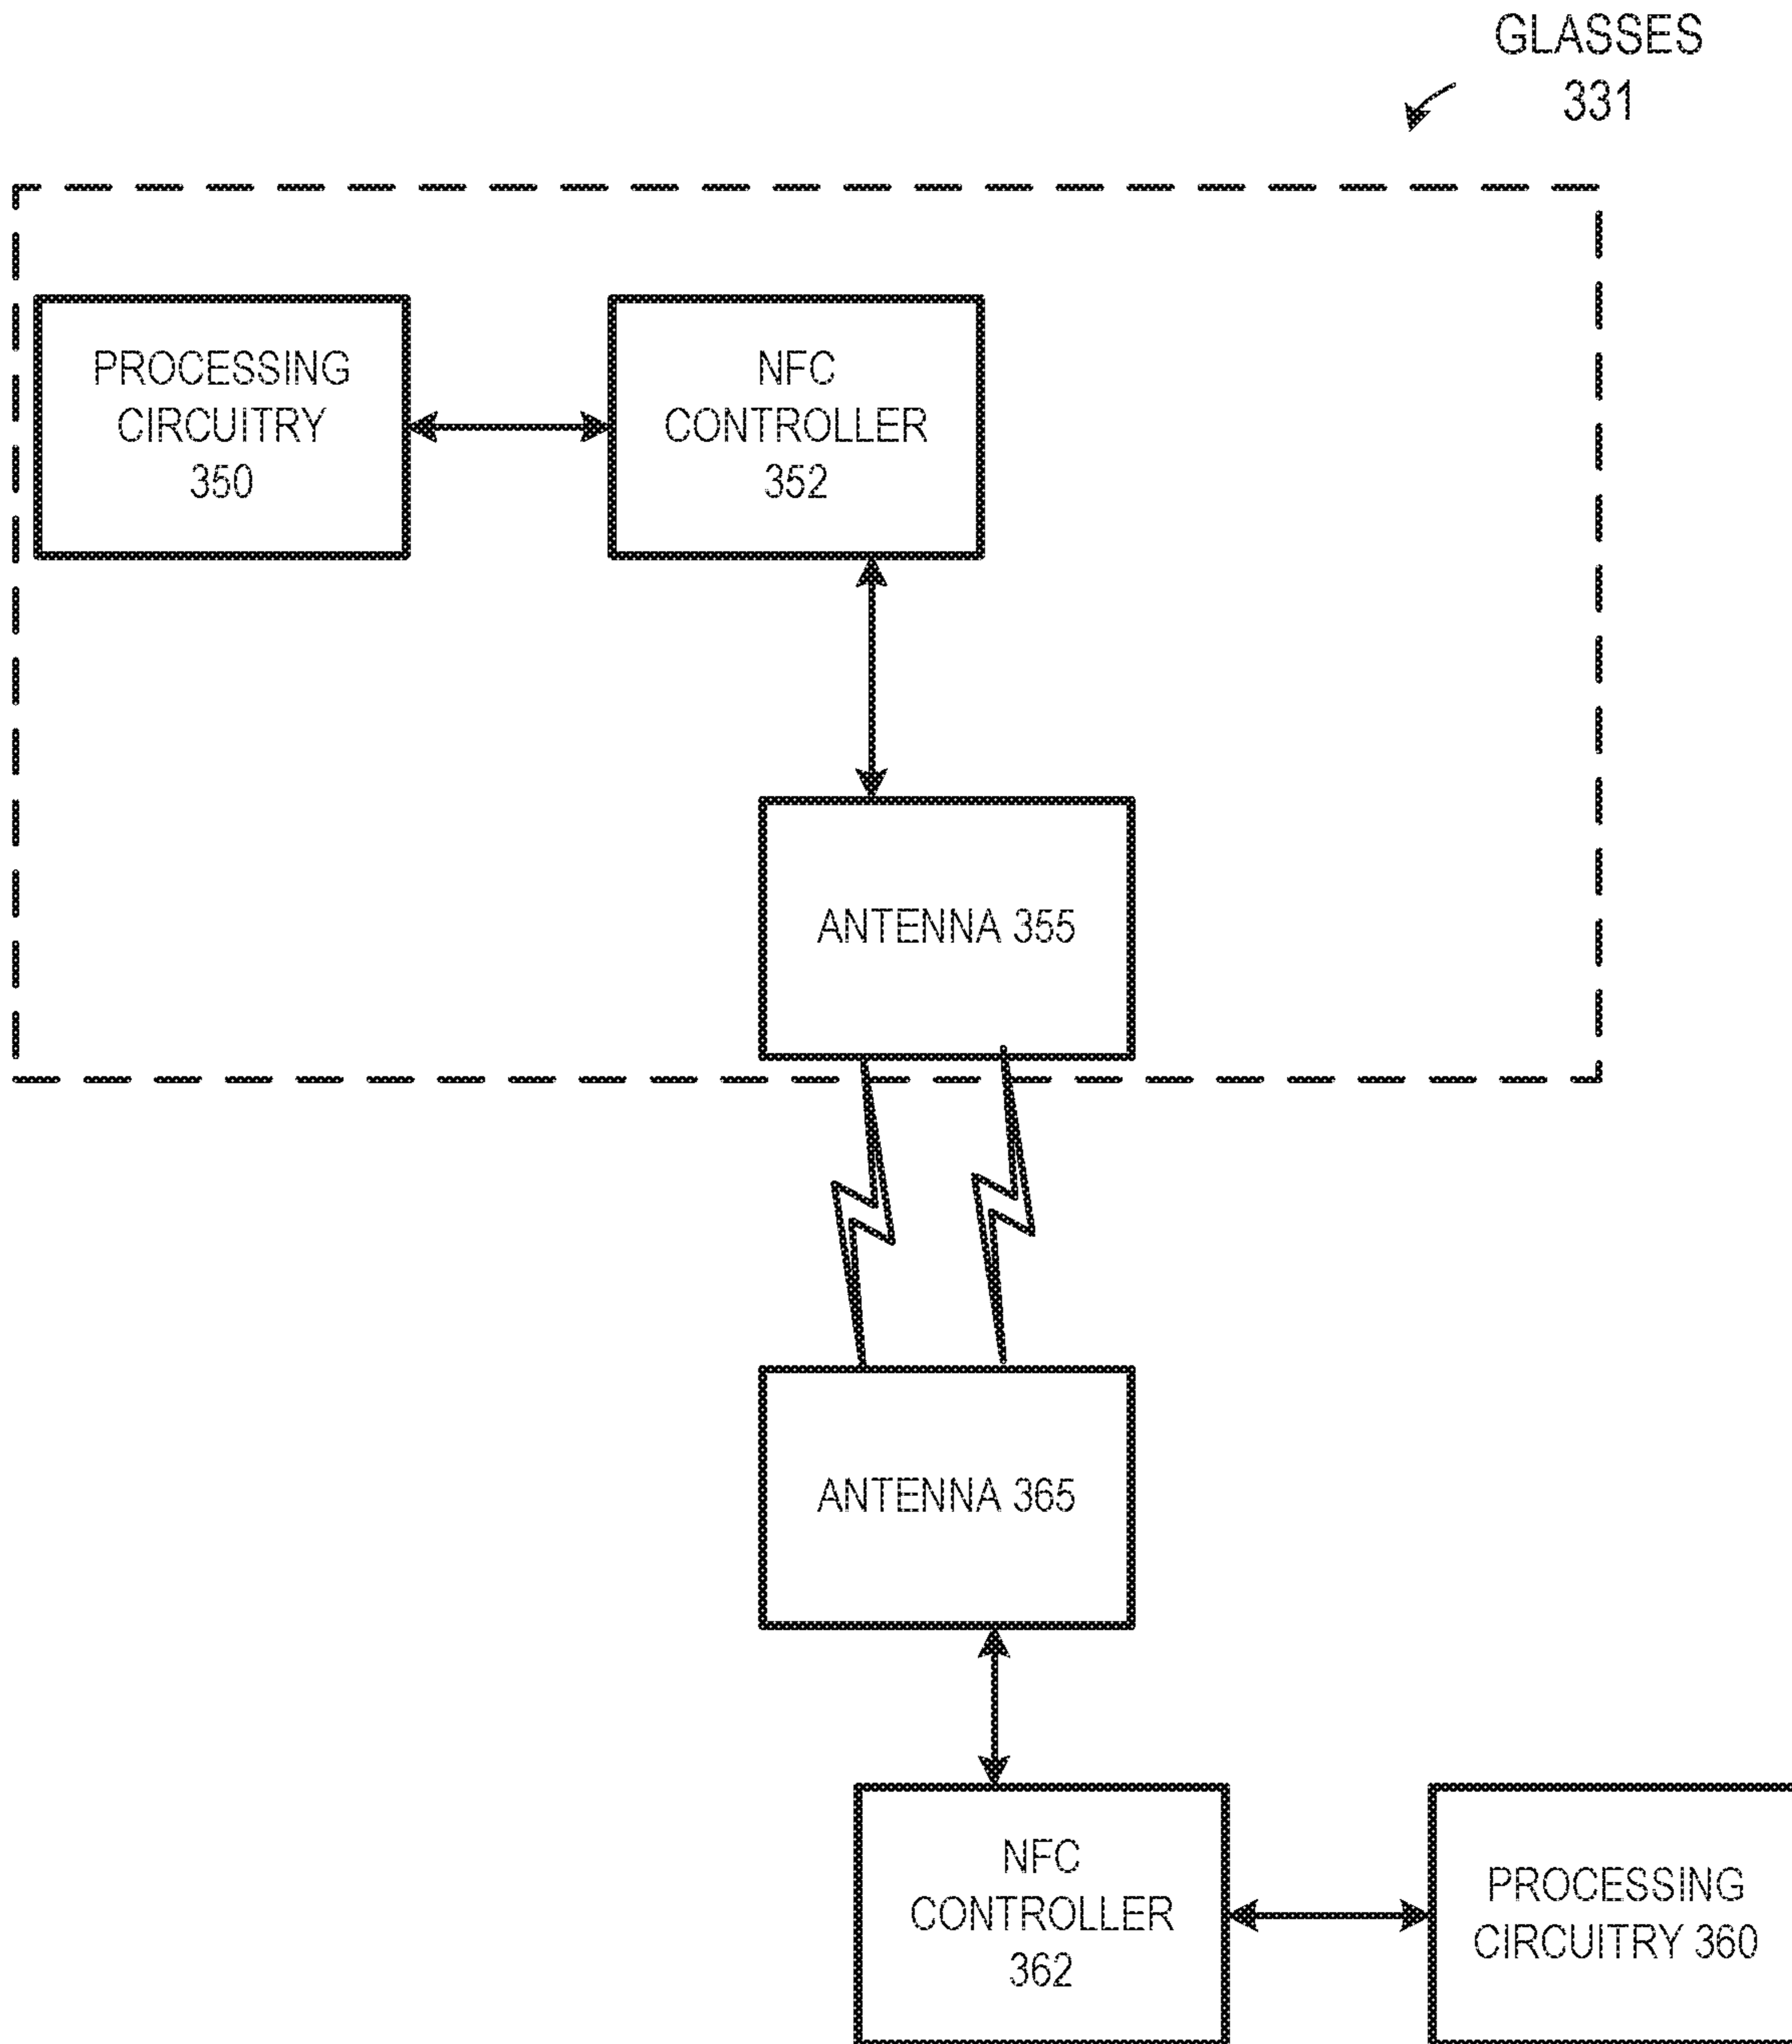 GLASSES
331
PROCESSING
CIRCUITRY
350
NFC
CONTROLLER
352
ANTENNA 355
ANTENNA 365
NFC
CONTROLLER
362
PROCESSING
CIRCUITRY 360